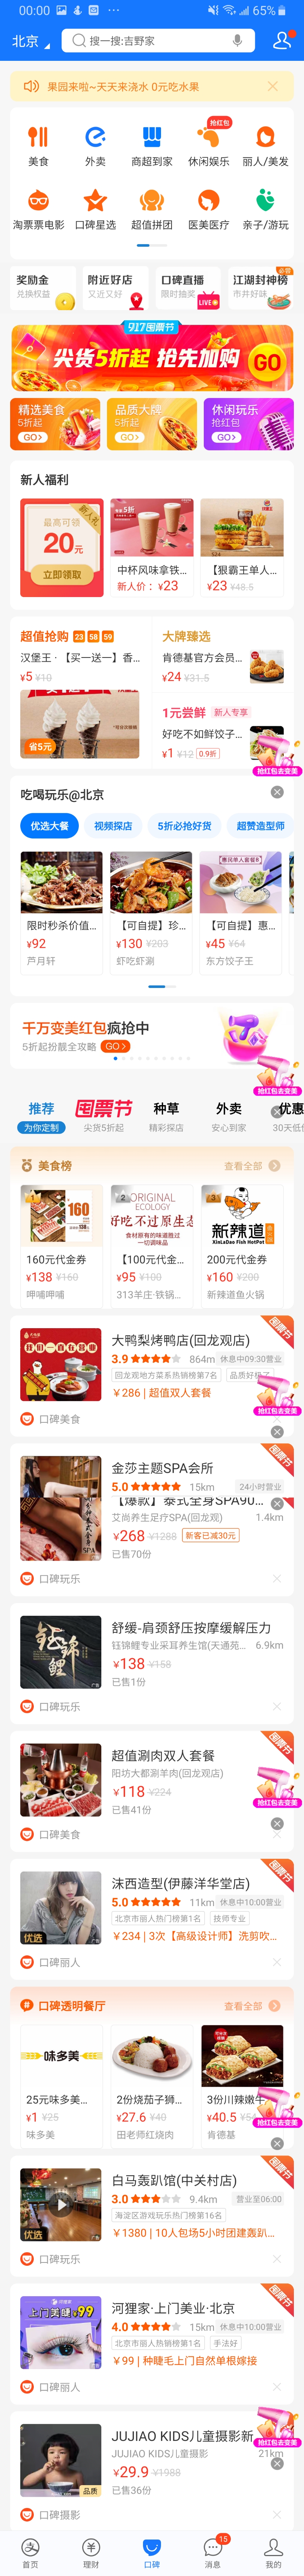 00:00
65%
北京
搜一搜:吉野家
果园来啦~天天来浇水 0元吃水果
抢红包
美食
外卖
商超到家
休闲娱乐
丽人/美发
淘票票电影
口碑星选
超值拼团
医美医疗
亲子/游玩
奖励金
兑换权益
附近好店
又近又好
口碑直播
限时抽奖
LIVE
江湖封神榜
市井好味
917囤票节
尖货5折起 抢先加购
GO
精选美食
5折起
GO>
品质大牌
5折起
GO>
休闲玩乐
抢红包
GO>
新人福利
新人礼
最高可领
20元
立即领取
中杯风味拿铁...
新人价：¥23
【狠霸王单人...
¥23 ¥48.5
超值抢购 23 58 59
汉堡王·【买一送一】香...
¥5 ¥10
省5元
大牌臻选
肯德基官方会员...
¥24 ¥31.5
1元尝鲜 新人专享
好吃不如鲜饺子...
¥1 ¥12 0.9折
抢红包去变美
吃喝玩乐@北京
优选大餐
视频探店
5折必抢好货
超赞造型师
限时秒杀价值...
¥92
芦月轩
【可自提】珍...
¥130 ¥203
虾吃虾涮
【可自提】惠...
¥45 ¥64
东方饺子王
千万变美红包疯抢中
5折起扮靓全攻略 GO>
抢红包去变美
推荐
为你定制
囤票节
尖货5折起
种草
精彩探店
外卖
安心到家
优惠
30天低
美食榜
查看全部
160
160元代金券
¥138 ¥160
呷哺呷哺
2
ORIGINAL
ECOLOGY
好吃不过原生态
【100元代金...
¥95 ¥100
313羊庄·铁锅...
3
新辣道
XinLaDao Fish HotPot
200元代金券
¥160 ¥200
新辣道鱼火锅
囤票节
大鸭梨烤鸭店(回龙观店)
3.9 864m 休息中09:30营业
回龙观地方菜系热销榜第7名
￥286 | 超值双人套餐
抢红包去变美
口碑美食
囤票节
金莎主题SPA会所
5.0 15km 24小时营业
【爆款】泰式全身SPA90...
艾尚养生足疗SPA(回龙观) 1.4km
¥268 ¥1288 新客已减30元
已售70份
口碑玩乐
舒缓-肩颈舒压按摩缓解压力
钰锦鲤专业采耳养生馆(天通苑... 6.9km
¥138 ¥158
已售1份
口碑玩乐
囤票节
超值涮肉双人套餐
阳坊大都涮羊肉(回龙观店)
¥118 ¥224
已售41份
抢红包去变美
口碑美食
囤票节
沫西造型(伊藤洋华堂店)
5.0 11km 休息中10:00营业
北京市丽人热门榜第1名 技师专业
￥234 | 3次【高级设计师】洗剪吹...
优选
口碑丽人
口碑透明餐厅
查看全部
味多美
25元味多美...
¥1 ¥25
味多美
2份烧茄子狮...
¥27.6 ¥40
田老师红烧肉
3份川辣嫩牛
¥40.5
肯德基
抢红包去变美
囤票节
白马轰趴馆(中关村店)
3.0 9.4km 营业至06:00
海淀区游戏玩乐热门榜第16名
￥1380 | 10人包场5小时团建轰趴...
优选
口碑玩乐
囤票节
河狸家
上门美睫¥99
河狸家·上门美业·北京
4.0 15km 休息中10:00营业
北京市丽人热销榜第1名 手法好
￥99 | 种睫毛上门自然单根嫁接
口碑丽人
JUJIAO KIDS儿童摄影新
JUJIAO KIDS儿童摄影 21km
¥29.9 ¥1988
已售36份
品质
抢红包去变美
口碑摄影
首页
理财
口碑
15
消息
我的